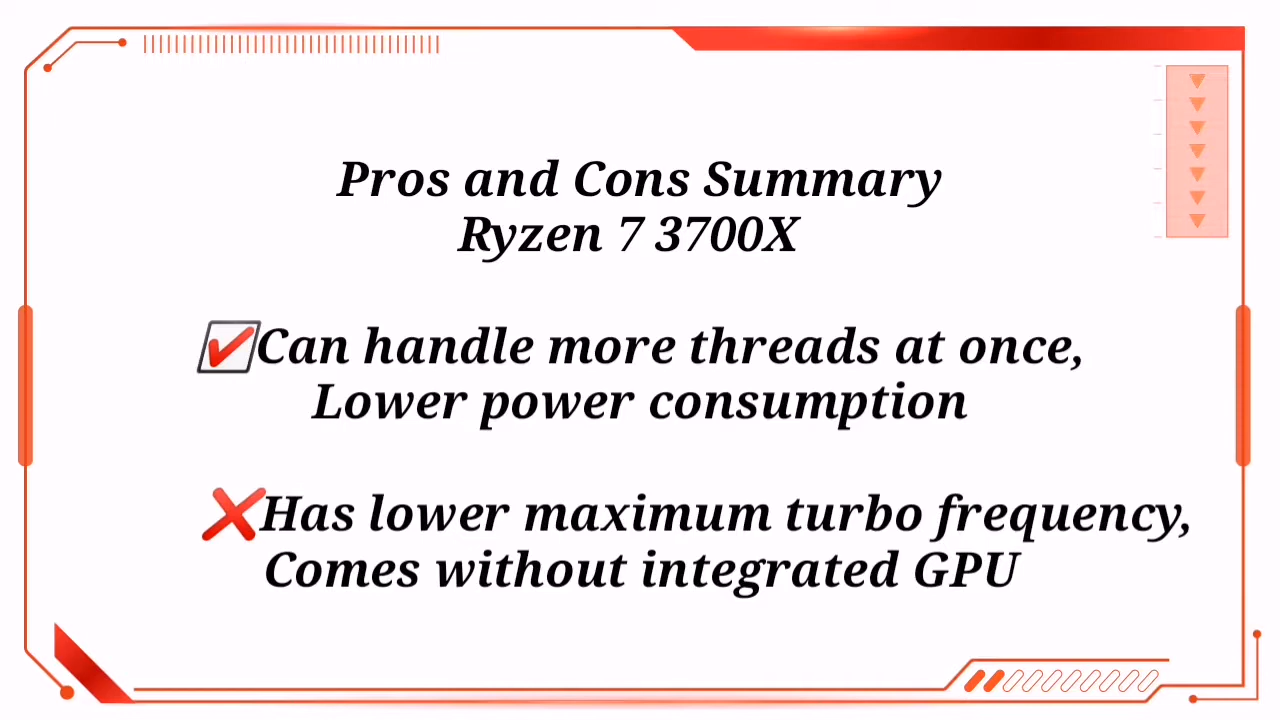 Pros and Cons Summary
Ryzen 7 3700X
☑Can handle more threads at once,
Lower power consumption
❌Has lower maximum turbo frequency,
Comes without integrated GPU